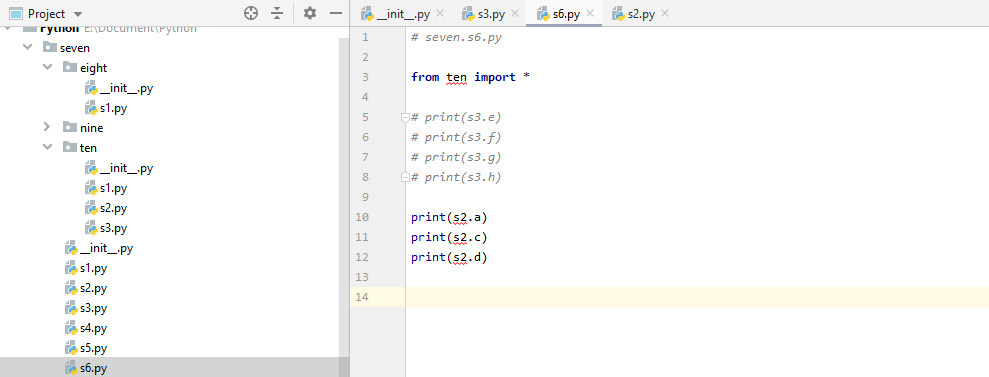 Project
__init__.py
s3.py
s6.py
s2.py
Python E:\Document\Python
seven
eight
__init__.py
s1.py
nine
ten
__init__.py
s1.py
s2.py
s3.py
__init__.py
s1.py
s2.py
s3.py
s4.py
s5.py
s6.py
1 # seven.s6.py
2
3 from ten import *
4
5 # print(s3.e)
6 # print(s3.f)
7 # print(s3.g)
8 # print(s3.h)
9
10 print(s2.a)
11 print(s2.c)
12 print(s2.d)
13
14